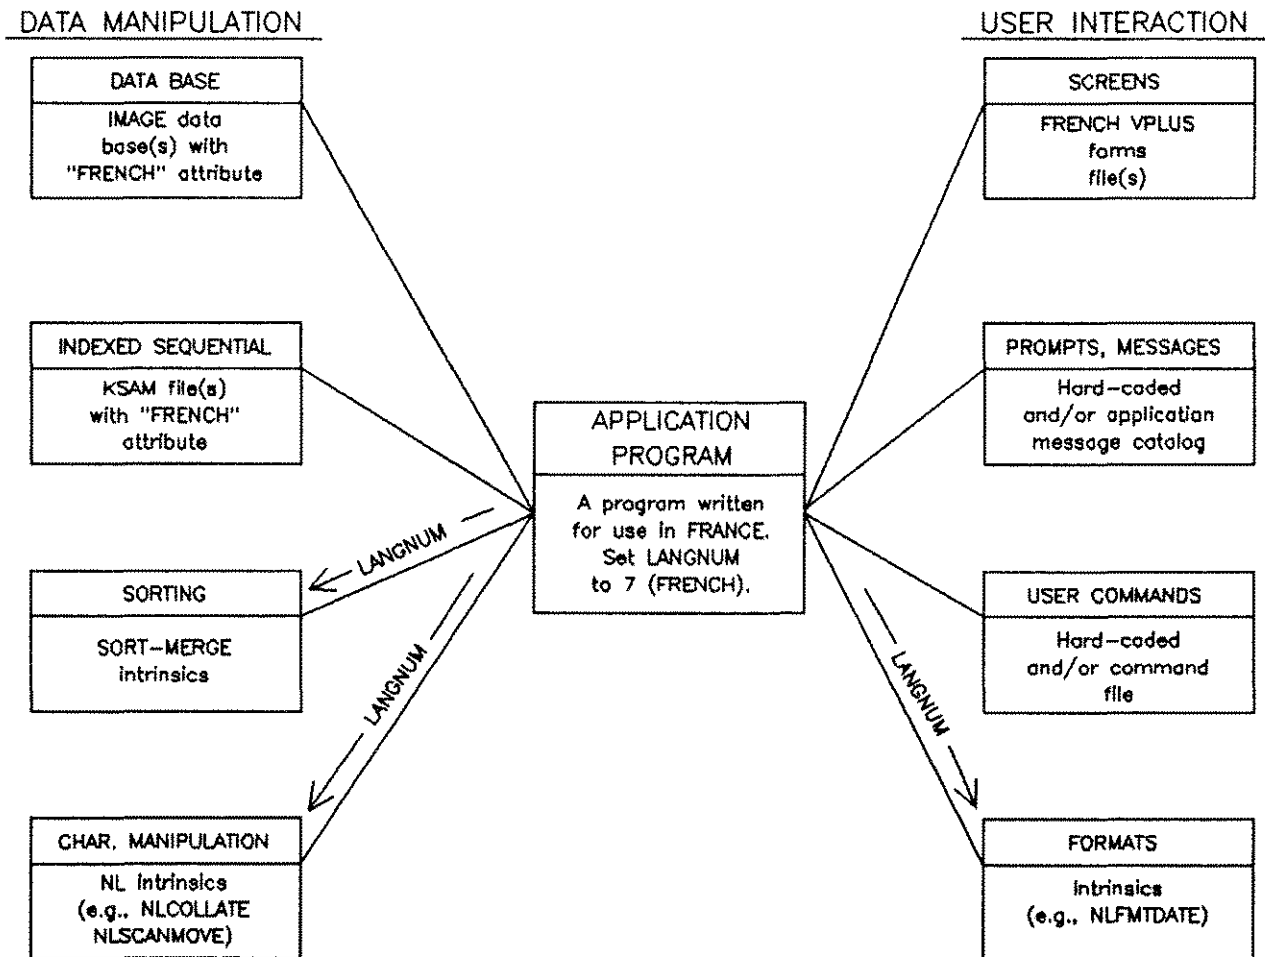 DATA MANIPULATION
USER INTERACTION
DATA BASE
IMAGE data
base(s) with
"FRENCH" attribute
SCREENS
FRENCH VPLUS
forms
file(s)
INDEXED SEQUENTIAL
KSAM file(s)
with "FRENCH"
attribute
PROMPTS, MESSAGES
Hard-coded
and/or application
message catalog
APPLICATION
PROGRAM
A program written
for use in FRANCE.
Set LANGNUM
to 7 (FRENCH).
LANGNUM
SORTING
SORT-MERGE
intrinsics
LANGNUM
USER COMMANDS
Hard-coded
and/or command
file
LANGNUM
CHAR. MANIPULATION
NL intrinsics
(e.g., NLCOLLATE
NLSCANMOVE)
FORMATS
intrinsics
(e.g., NLFMTDATE)